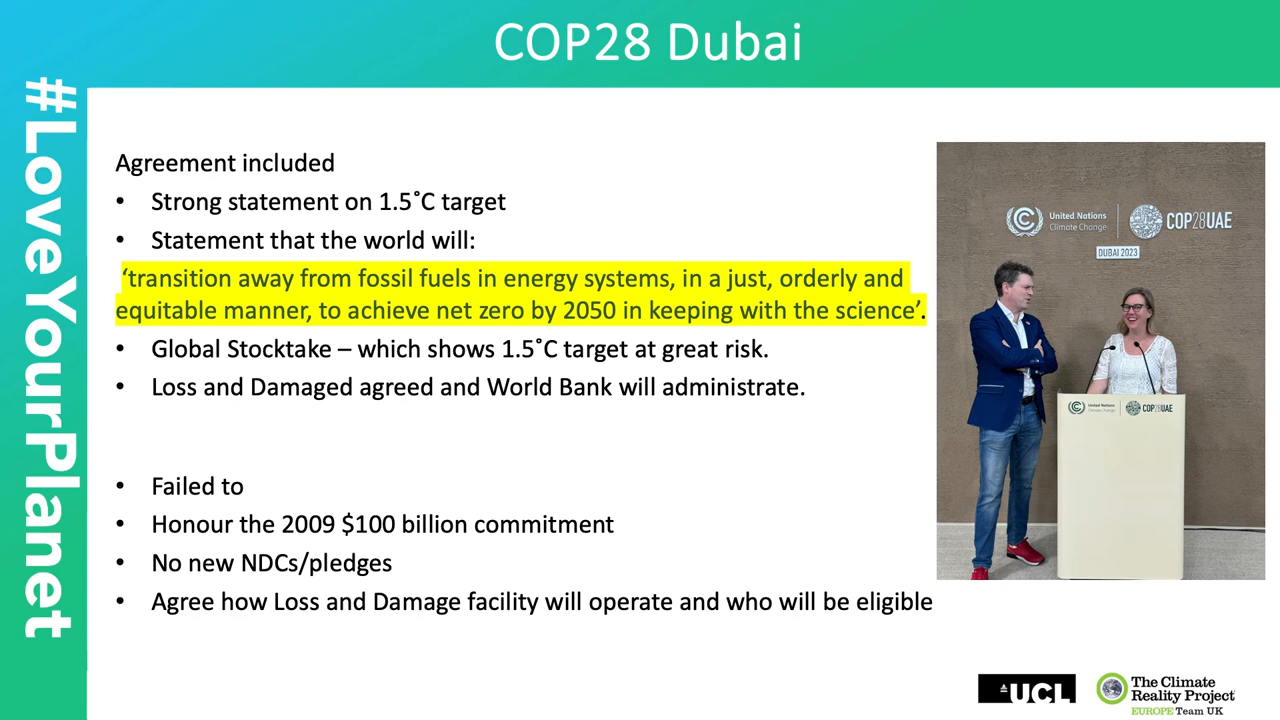 COP28 Dubai
#LoveYourPlanet
Agreement included
• Strong statement on 1.5˚C target
• Statement that the world will:
‘transition away from fossil fuels in energy systems, in a just, orderly and
equitable manner, to achieve net zero by 2050 in keeping with the science’.
• Global Stocktake – which shows 1.5˚C target at great risk.
• Loss and Damaged agreed and World Bank will administrate.
• Failed to
• Honour the 2009 $100 billion commitment
• No new NDCs/pledges
• Agree how Loss and Damage facility will operate and who will be eligible
United Nations
Climate Change
COP28UAE
DUBAI 2023
United Nations
Climate Change
COP28UAE
UCL
The Climate
Reality Project
EUROPE Team UK